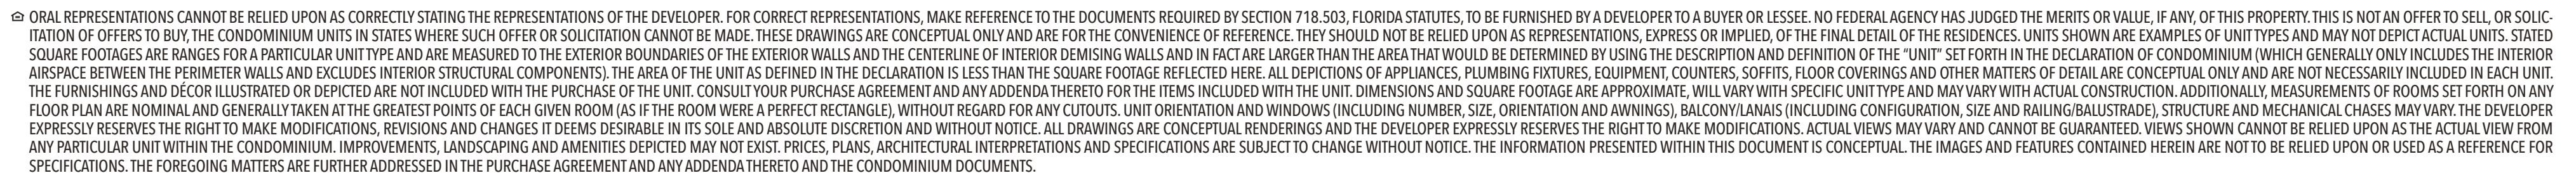 ORAL REPRESENTATIONS CANNOT BE RELIED UPON AS CORRECTLY STATING THE REPRESENTATIONS OF THE DEVELOPER. FOR CORRECT REPRESENTATIONS, MAKE REFERENCE TO THE DOCUMENTS REQUIRED BY SECTION 718.503, FLORIDA STATUTES, TO BE FURNISHED BY A DEVELOPER TO A BUYER OR LESSEE. NO FEDERAL AGENCY HAS JUDGED THE MERITS OR VALUE, IF ANY, OF THIS PROPERTY. THIS IS NOT AN OFFER TO SELL, OR SOLIC-
ITATION OF OFFERS TO BUY, THE CONDOMINIUM UNITS IN STATES WHERE SUCH OFFER OR SOLICITATION CANNOT BE MADE. THESE DRAWINGS ARE CONCEPTUAL ONLY AND ARE FOR THE CONVENIENCE OF REFERENCE. THEY SHOULD NOT BE RELIED UPON AS REPRESENTATIONS, EXPRESS OR IMPLIED, OF THE FINAL DETAIL OF THE RESIDENCES. UNITS SHOWN ARE EXAMPLES OF UNIT TYPES AND MAY NOT DEPICT ACTUAL UNITS. STATED
SQUARE FOOTAGES ARE RANGES FOR A PARTICULAR UNIT TYPE AND ARE MEASURED TO THE EXTERIOR BOUNDARIES OF THE EXTERIOR WALLS AND THE CENTERLINE OF INTERIOR DEMISING WALLS AND IN FACT ARE LARGER THAN THE AREA THAT WOULD BE DETERMINED BY USING THE DESCRIPTION AND DEFINITION OF THE “UNIT” SET FORTH IN THE DECLARATION OF CONDOMINIUM (WHICH GENERALLY ONLY INCLUDES THE INTERIOR
AIRSPACE BETWEEN THE PERIMETER WALLS AND EXCLUDES INTERIOR STRUCTURAL COMPONENTS). THE AREA OF THE UNIT AS DEFINED IN THE DECLARATION IS LESS THAN THE SQUARE FOOTAGE REFLECTED HERE. ALL DEPICTIONS OF APPLIANCES, PLUMBING FIXTURES, EQUIPMENT, COUNTERS, SOFFITS, FLOOR COVERINGS AND OTHER MATTERS OF DETAIL ARE CONCEPTUAL ONLY AND ARE NOT NECESSARILY INCLUDED IN EACH UNIT.
THE FURNISHINGS AND DÉCOR ILLUSTRATED OR DEPICTED ARE NOT INCLUDED WITH THE PURCHASE OF THE UNIT. CONSULT YOUR PURCHASE AGREEMENT AND ANY ADDENDA THERETO FOR THE ITEMS INCLUDED WITH THE UNIT. DIMENSIONS AND SQUARE FOOTAGE ARE APPROXIMATE, WILL VARY WITH SPECIFIC UNIT TYPE AND MAY VARY WITH ACTUAL CONSTRUCTION. ADDITIONALLY, MEASUREMENTS OF ROOMS SET FORTH ON ANY
FLOOR PLAN ARE NOMINAL AND GENERALLY TAKEN AT THE GREATEST POINTS OF EACH GIVEN ROOM (AS IF THE ROOM WERE A PERFECT RECTANGLE), WITHOUT REGARD FOR ANY CUTOUTS. UNIT ORIENTATION AND WINDOWS (INCLUDING NUMBER, SIZE, ORIENTATION AND AWNINGS), BALCONY/LANAIS (INCLUDING CONFIGURATION, SIZE AND RAILING/BALUSTRADE), STRUCTURE AND MECHANICAL CHASES MAY VARY. THE DEVELOPER
EXPRESSLY RESERVES THE RIGHT TO MAKE MODIFICATIONS, REVISIONS AND CHANGES IT DEEMS DESIRABLE IN ITS SOLE AND ABSOLUTE DISCRETION AND WITHOUT NOTICE. ALL DRAWINGS ARE CONCEPTUAL RENDERINGS AND THE DEVELOPER EXPRESSLY RESERVES THE RIGHT TO MAKE MODIFICATIONS. ACTUAL VIEWS MAY VARY AND CANNOT BE GUARANTEED. VIEWS SHOWN CANNOT BE RELIED UPON AS THE ACTUAL VIEW FROM
ANY PARTICULAR UNIT WITHIN THE CONDOMINIUM. IMPROVEMENTS, LANDSCAPING AND AMENITIES DEPICTED MAY NOT EXIST. PRICES, PLANS, ARCHITECTURAL INTERPRETATIONS AND SPECIFICATIONS ARE SUBJECT TO CHANGE WITHOUT NOTICE. THE INFORMATION PRESENTED WITHIN THIS DOCUMENT IS CONCEPTUAL. THE IMAGES AND FEATURES CONTAINED HEREIN ARE NOT TO BE RELIED UPON OR USED AS A REFERENCE FOR
SPECIFICATIONS. THE FOREGOING MATTERS ARE FURTHER ADDRESSED IN THE PURCHASE AGREEMENT AND ANY ADDENDA THERETO AND THE CONDOMINIUM DOCUMENTS.